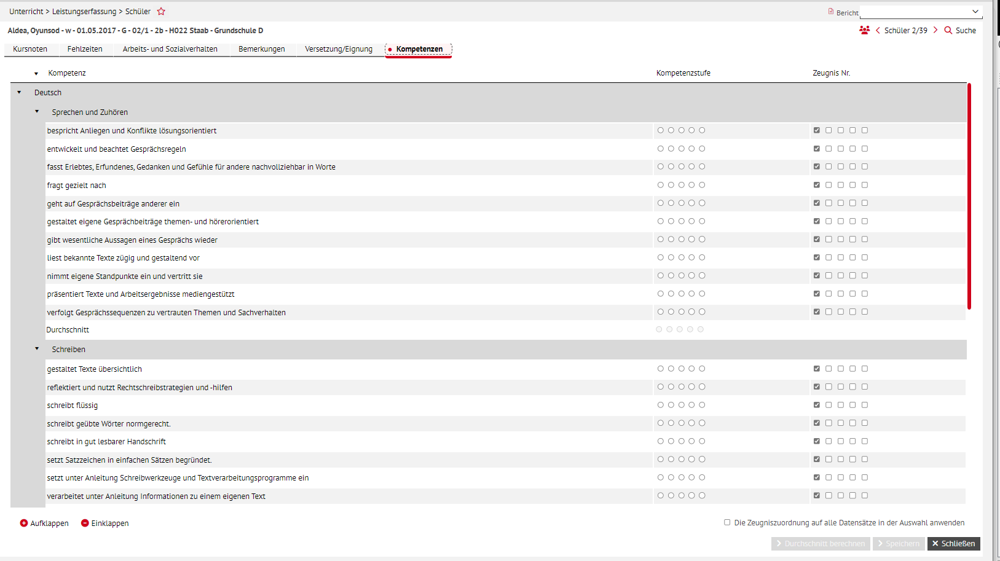 Unterricht > Leistungserfassung > Schüler
Bericht
Aldea, Oyunsod - w - 01.05.2017 - G - 02/1 - 2b - H022 Staab - Grundschule D
Schüler 2/39
Suche
Kursnoten
Fehlzeiten
Arbeits- und Sozialverhalten
Bemerkungen
Versetzung/Eignung
Kompetenzen
Kompetenz
Kompetenzstufe
Zeugnis Nr.
Deutsch
Sprechen und Zuhören
bespricht Anliegen und Konflikte lösungsorientiert
entwickelt und beachtet Gesprächsregeln
fasst Erlebtes, Erfundenes, Gedanken und Gefühle für andere nachvollziehbar in Worte
fragt gezielt nach
geht auf Gesprächsbeiträge anderer ein
gestaltet eigene Gesprächbeiträge themen- und hörerorientiert
gibt wesentliche Aussagen eines Gesprächs wieder
liest bekannte Texte zügig und gestaltend vor
nimmt eigene Standpunkte ein und vertritt sie
präsentiert Texte und Arbeitsergebnisse mediengestützt
verfolgt Gesprächssequenzen zu vertrauten Themen und Sachverhalten
Durchschnitt
Schreiben
gestaltet Texte übersichtlich
reflektiert und nutzt Rechtschreibstrategien und -hilfen
schreibt flüssig
schreibt geübte Wörter normgerecht.
schreibt in gut lesbarer Handschrift
setzt Satzzeichen in einfachen Sätzen begründet.
setzt unter Anleitung Schreibwerkzeuge und Textverarbeitungsprogramme ein
verarbeitet unter Anleitung Informationen zu einem eigenen Text
Aufklappen
Einklappen
Die Zeugniszuordnung auf alle Datensätze in der Auswahl anwenden
Durchschnitt berechnen
Speichern
Schließen